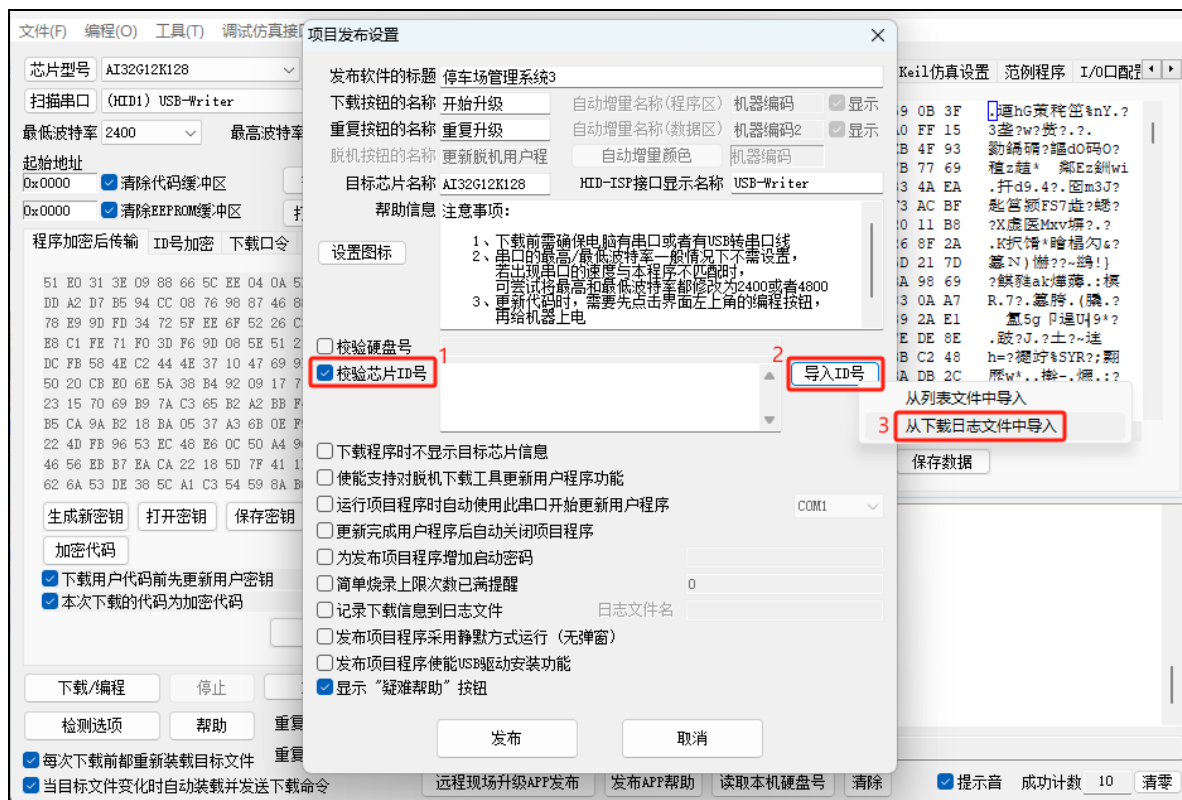 文件(F) 编程(O) 工具(T) 调试仿真接
项目发布设置
芯片型号 AI32G12K128
扫描串口 (HID1) USB-Writer
最低波特率 2400 最高波特率
起始地址
0x0000 清除代码缓冲区
0x0000 清除EEPROM缓冲区
程序加密后传输 ID号加密 下载口令
51 E0 31 3E 09 88 66 5C EE 04 0A
DD A2 D7 B5 94 CC 08 76 98 87 46
78 E9 9D FD 34 72 5F EE 6F 52 26
E8 C1 FE 71 F0 3D F6 9D 08 5E 51
DC FB 58 4E C2 44 4E 37 10 47 69
50 20 CB E0 6E 5A 38 B4 92 09 17
23 15 70 69 B9 7A C3 65 B2 A2 BB
B5 CA 9A B2 18 BA 05 37 A3 6B 0E
22 4D FB 96 53 EC 48 E6 0C 50 A4
46 56 EB B7 EA CA 22 18 5D 7F 41
62 6A 53 DE 38 5C A1 C3 54 59 8A
生成新密钥 打开密钥 保存密钥
加密代码
下载用户代码前先更新用户密钥
本次下载的代码为加密代码
下载/编程 停止
检测选项 帮助 重复
每次下载前都重新装载目标文件 重复
当目标文件变化时自动装载并发送下载命令
发布软件的标题 停车场管理系统3
下载按钮的名称 开始升级 自动增量名称(程序区) 机器编码 显示
重复按钮的名称 重复升级 自动增量名称(数据区) 机器编码2 显示
脱机按钮的名称 更新脱机用户程 自动增量颜色 机器编码
目标芯片名称 AI32G12K128 HID-ISP接口显示名称 USB-Writer
帮助信息 注意事项:
设置图标
1、下载前需确保电脑有串口或者有USB转串口线
2、串口的最高/最低波特率一般情况下不需设置,
若出现串口的速度与本程序不匹配时,
可尝试将最高和最低波特率都修改为2400或者4800
3、更新代码时,需要先点击界面左上角的编程按钮,
再给机器上电
校验硬盘号
1
校验芯片ID号
2
导入ID号
从列表文件中导入
3 从下载日志文件中导入
下载程序时不显示目标芯片信息
使能支持对脱机下载工具更新用户程序功能
运行项目程序时自动使用此串口开始更新用户程序 COM1
更新完成用户程序后自动关闭项目程序
为发布项目程序增加启动密码
简单烧录上限次数已满提醒 0
记录下载信息到日志文件 日志文件名
发布项目程序采用静默方式运行(无弹窗)
发布项目程序使能USB驱动安装功能
显示“疑难帮助”按钮
发布 取消
Keil仿真设置 范例程序 I/O口配
59 0B 3F
FF 15
4F 93
77 69
4A EA
AC BF
11 B8
8F 2A
21 7D
98 69
0A A7
2A E1
DE 8E
C2 48
DB 2C
保存数据
远程现场升级APP发布 发布APP帮助 读取本机硬盘号 清除 提示音 成功计数 10 清零